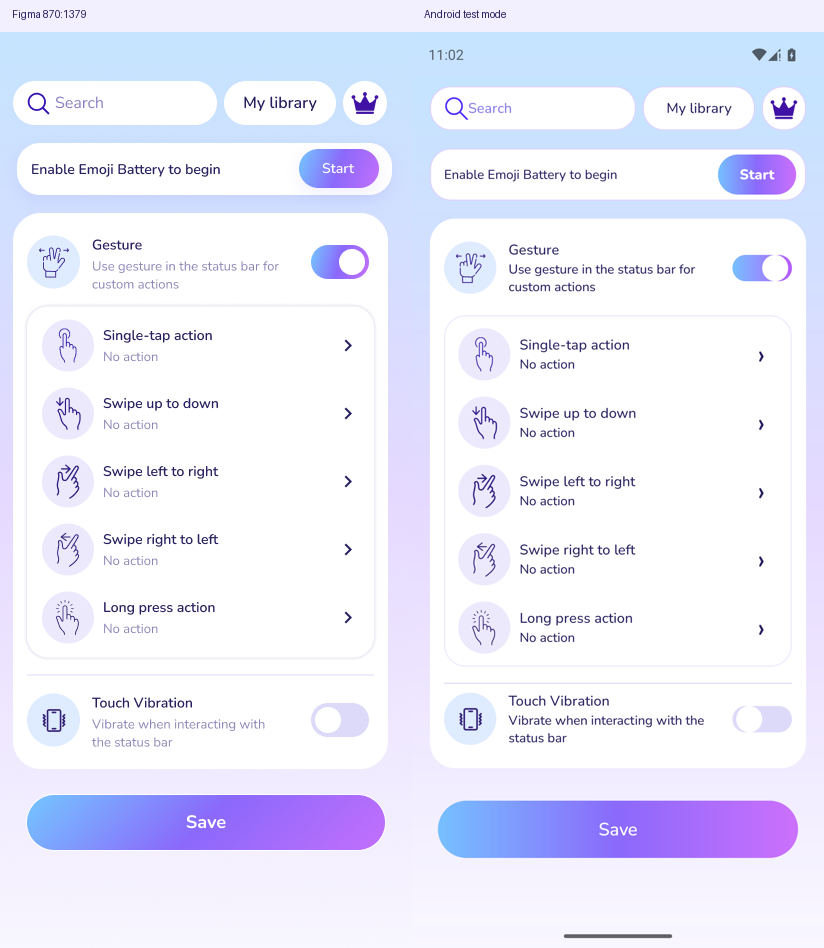 Figma 870:1379
Search
My library
Enable Emoji Battery to begin
Start
Gesture
Use gesture in the status bar for
custom actions
Single-tap action
No action
Swipe up to down
No action
Swipe left to right
No action
Swipe right to left
No action
Long press action
No action
Touch Vibration
Vibrate when interacting with
the status bar
Save
Android test mode
11:02
Search
My library
Enable Emoji Battery to begin
Start
Gesture
Use gesture in the status bar for
custom actions
Single-tap action
No action
Swipe up to down
No action
Swipe left to right
No action
Swipe right to left
No action
Long press action
No action
Touch Vibration
Vibrate when interacting with the
status bar
Save